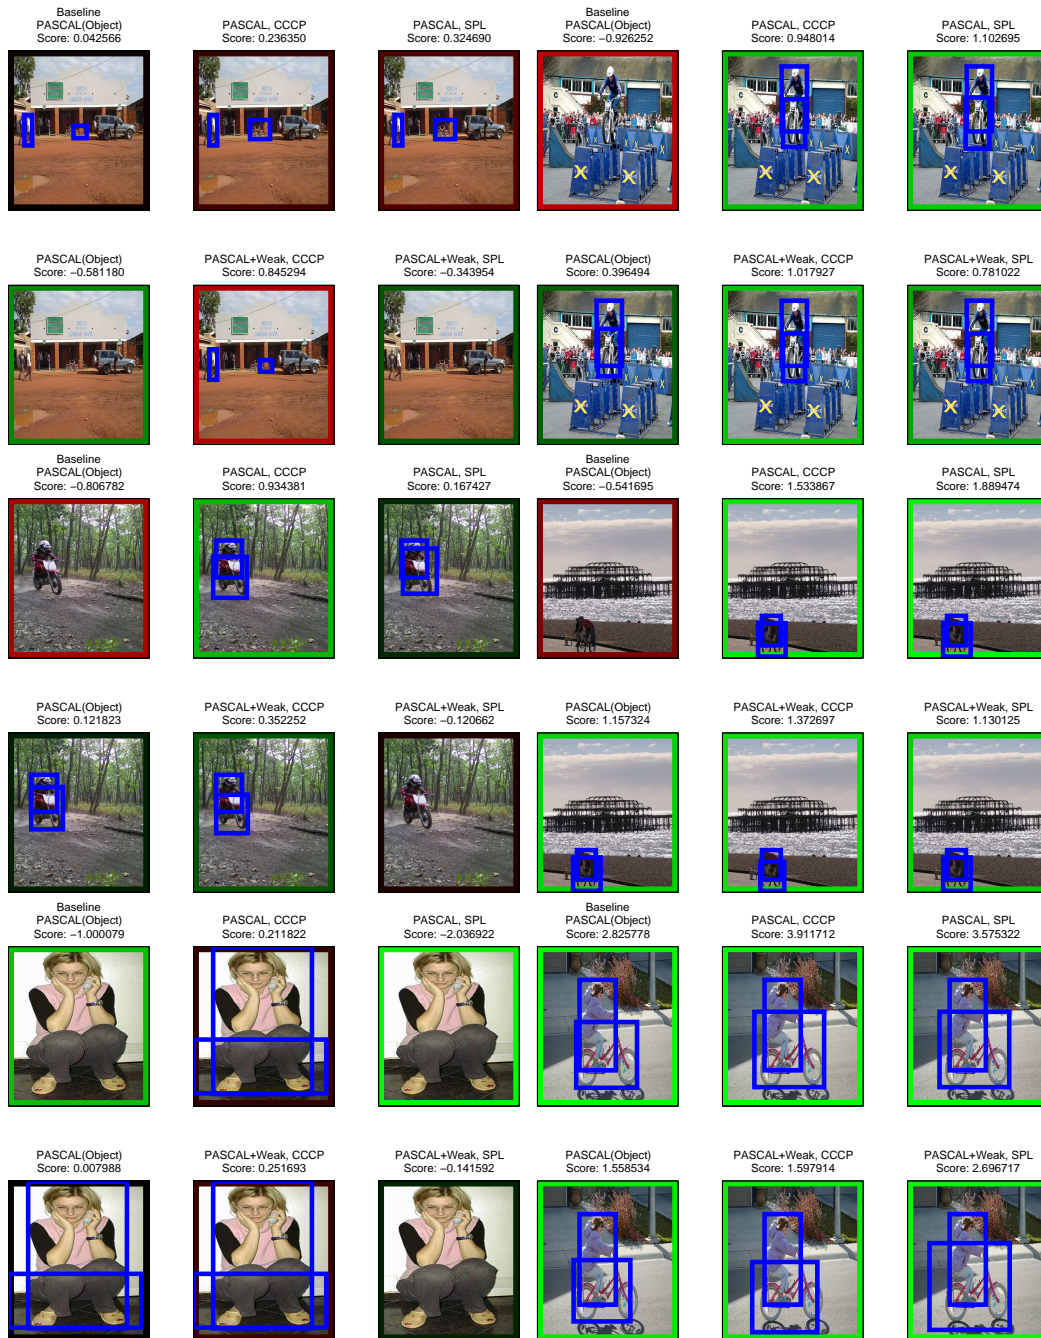 Baseline
PASCAL(Object)
Score: 0.042566
PASCAL, CCCP
Score: 0.236350
PASCAL, SPL
Score: 0.324690
Baseline
PASCAL(Object)
Score: −0.926252
PASCAL, CCCP
Score: 0.948014
PASCAL, SPL
Score: 1.102695
PASCAL(Object)
Score: −0.581180
PASCAL+Weak, CCCP
Score: 0.845294
PASCAL+Weak, SPL
Score: −0.343954
PASCAL(Object)
Score: 0.396494
PASCAL+Weak, CCCP
Score: 1.017927
PASCAL+Weak, SPL
Score: 0.781022
Baseline
PASCAL(Object)
Score: −0.806782
PASCAL, CCCP
Score: 0.934381
PASCAL, SPL
Score: 0.167427
Baseline
PASCAL(Object)
Score: −0.541695
PASCAL, CCCP
Score: 1.533867
PASCAL, SPL
Score: 1.889474
PASCAL(Object)
Score: 0.121823
PASCAL+Weak, CCCP
Score: 0.352252
PASCAL+Weak, SPL
Score: −0.120662
PASCAL(Object)
Score: 1.157324
PASCAL+Weak, CCCP
Score: 1.372697
PASCAL+Weak, SPL
Score: 1.130125
Baseline
PASCAL(Object)
Score: −1.000079
PASCAL, CCCP
Score: 0.211822
PASCAL, SPL
Score: −2.036922
Baseline
PASCAL(Object)
Score: 2.825778
PASCAL, CCCP
Score: 3.911712
PASCAL, SPL
Score: 3.575322
PASCAL(Object)
Score: 0.007988
PASCAL+Weak, CCCP
Score: 0.251693
PASCAL+Weak, SPL
Score: −0.141592
PASCAL(Object)
Score: 1.558534
PASCAL+Weak, CCCP
Score: 1.597914
PASCAL+Weak, SPL
Score: 2.696717